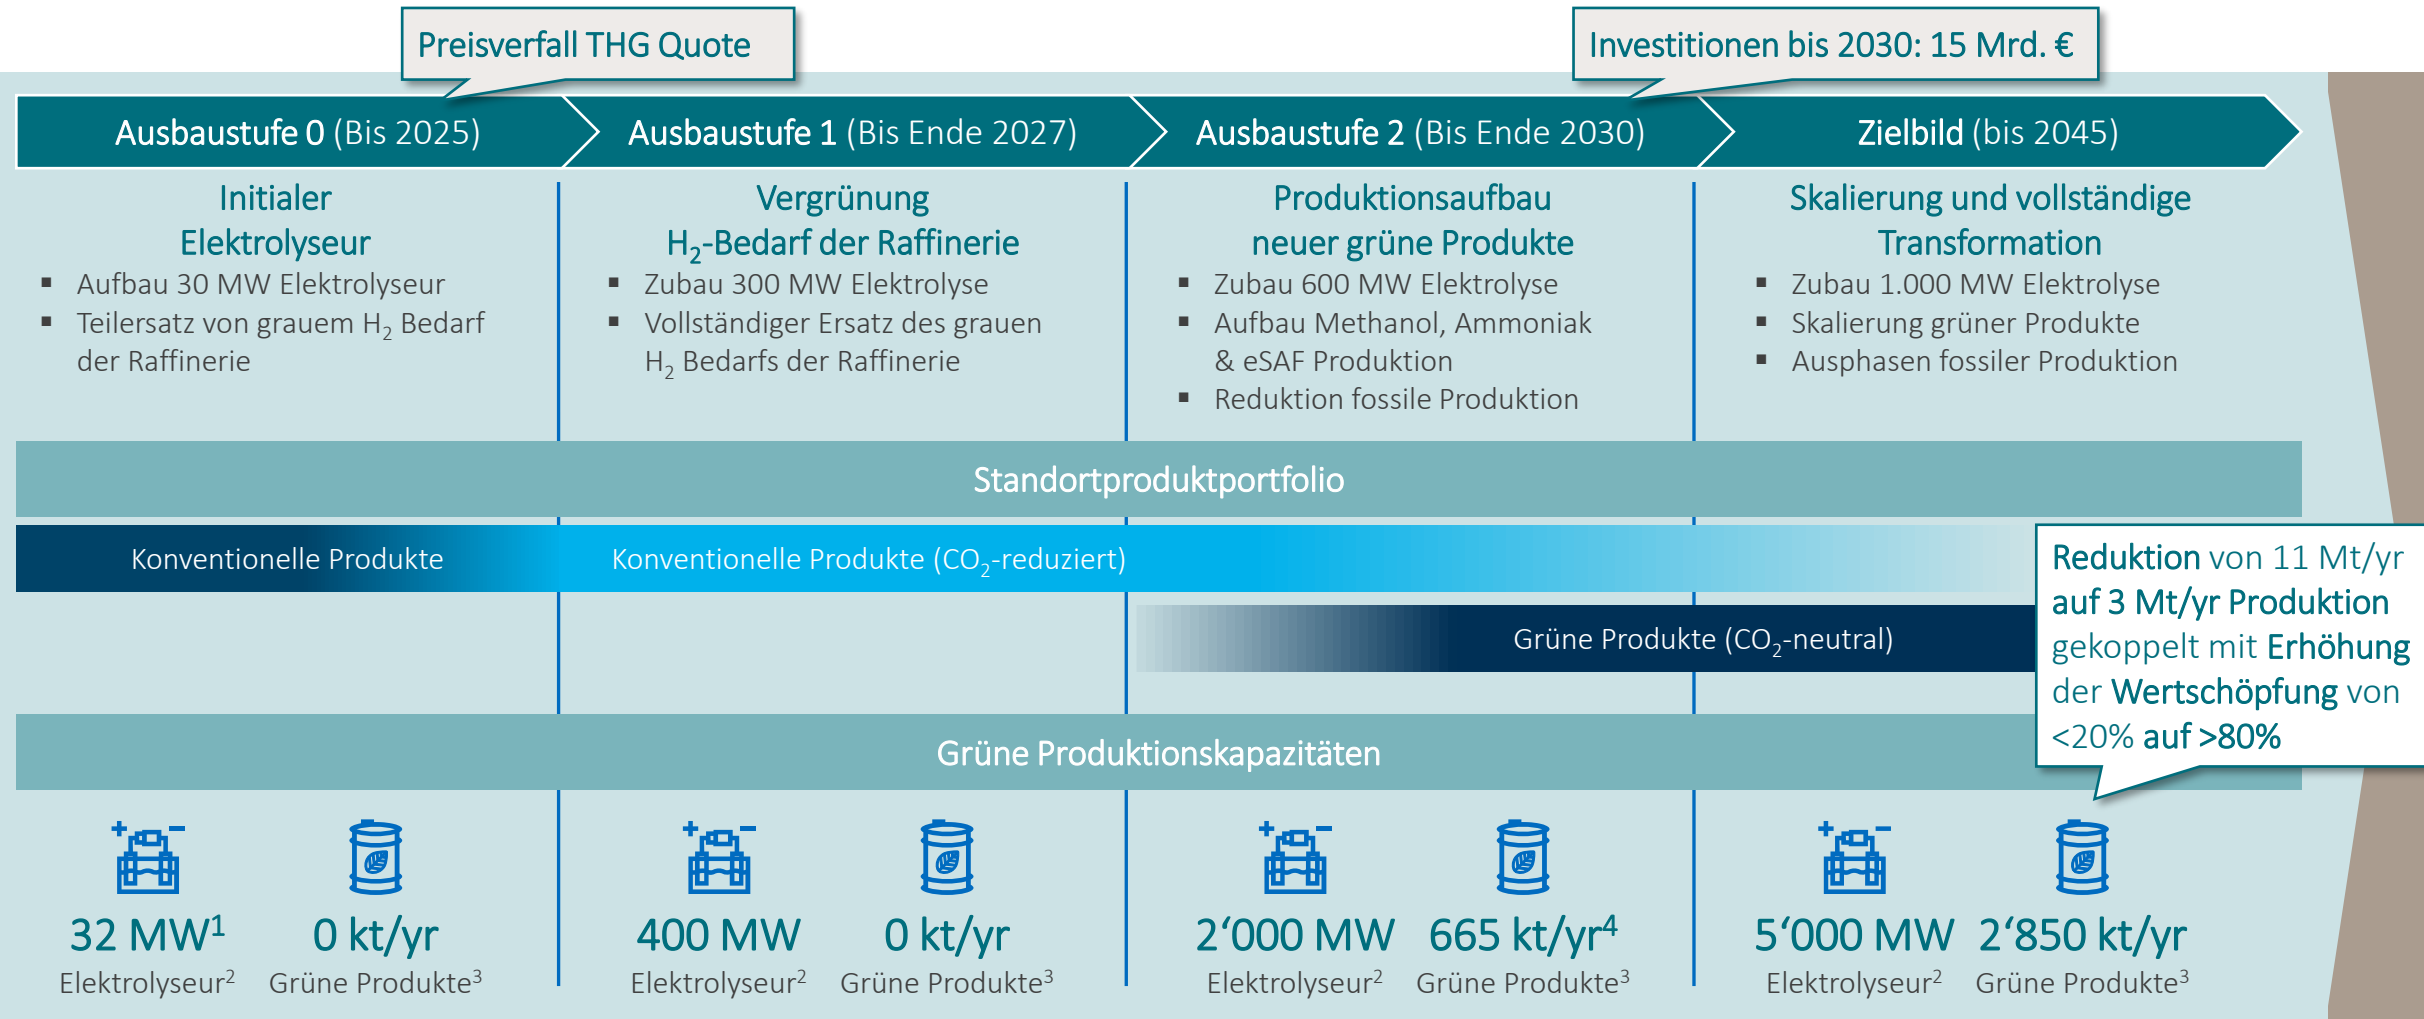 Preisverfall THG Quote
Investitionen bis 2030: 15 Mrd. €
Ausbaustufe 0 (Bis 2025)
Ausbaustufe 1 (Bis Ende 2027)
Ausbaustufe 2 (Bis Ende 2030)
Zielbild (bis 2045)
Initialer
Elektrolyseur
▪ Aufbau 30 MW Elektrolyseur
▪ Teilersatz von grauem H₂ Bedarf
der Raffinerie
Vergrünung
H₂-Bedarf der Raffinerie
▪ Zubau 300 MW Elektrolyse
▪ Vollständiger Ersatz des grauen
H₂ Bedarfs der Raffinerie
Produktionsaufbau
neuer grüne Produkte
▪ Zubau 600 MW Elektrolyse
▪ Aufbau Methanol, Ammoniak
& eSAF Produktion
▪ Reduktion fossile Produktion
Skalierung und vollständige
Transformation
▪ Zubau 1.000 MW Elektrolyse
▪ Skalierung grüner Produkte
▪ Ausphasen fossiler Produktion
Standortproduktportfolio
Konventionelle Produkte
Konventionelle Produkte (CO₂-reduziert)
Grüne Produkte (CO₂-neutral)
Reduktion von 11 Mt/yr
auf 3 Mt/yr Produktion
gekoppelt mit Erhöhung
der Wertschöpfung von
<20% auf >80%
Grüne Produktionskapazitäten
32 MW¹
Elektrolyseur²
0 kt/yr
Grüne Produkte³
400 MW
Elektrolyseur²
0 kt/yr
Grüne Produkte³
2‘000 MW
Elektrolyseur²
665 kt/yr⁴
Grüne Produkte³
5‘000 MW
Elektrolyseur²
2‘850 kt/yr
Grüne Produkte³